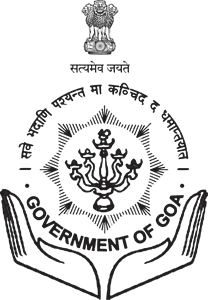 सत्यमेव जयते
। सर्वे भद्राणि पश्यन्तु मा कश्चिद् दुःखमाप्नुयात् ।
• GOVERNMENT OF GOA •